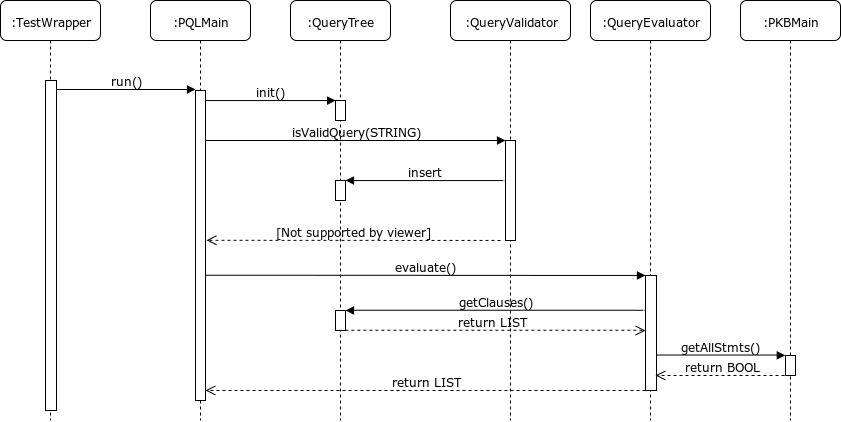 :TestWrapper
:PQLMain
:QueryTree
:QueryValidator
:QueryEvaluator
:PKBMain
run()
init()
isValidQuery(STRING)
insert
[Not supported by viewer]
evaluate()
getClauses()
return LIST
getAllStmts()
return BOOL
return LIST